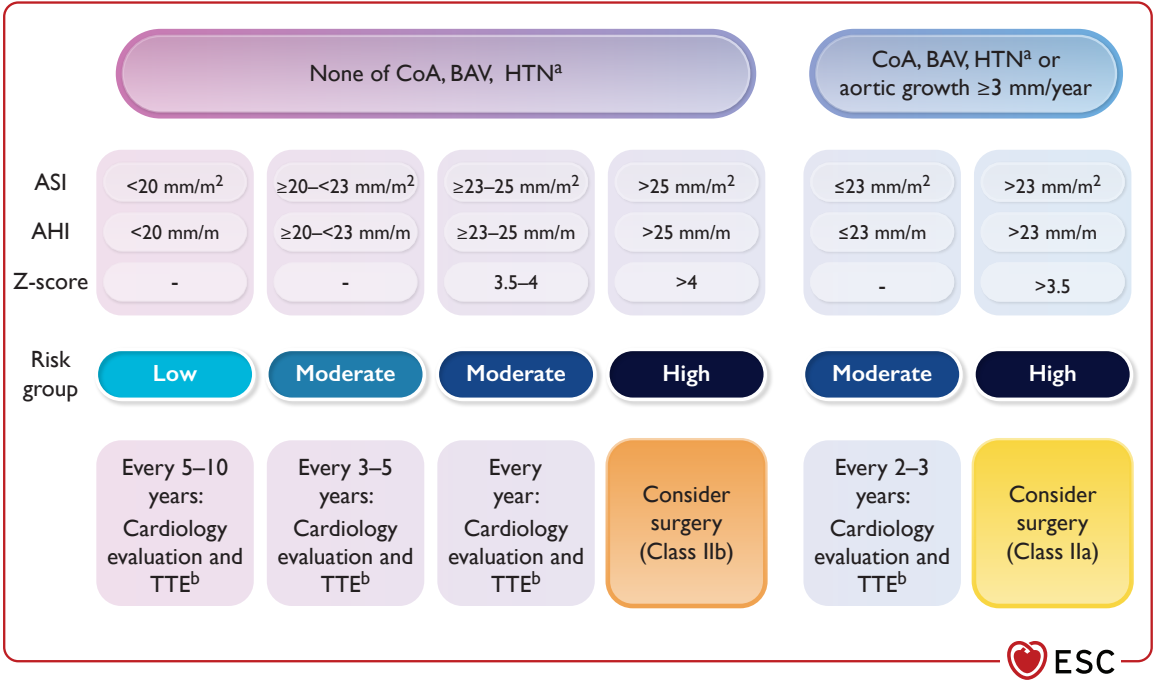 None of CoA, BAV, HTNᵃ
CoA, BAV, HTNᵃ or
aortic growth ≥3 mm/year
ASI
<20 mm/m²
≥20–<23 mm/m²
≥23–25 mm/m²
>25 mm/m²
≤23 mm/m²
>23 mm/m²
AHI
<20 mm/m
≥20–<23 mm/m
≥23–25 mm/m
>25 mm/m
≤23 mm/m
>23 mm/m
Z-score
-
-
3.5–4
>4
-
>3.5
Risk
group
Low
Moderate
Moderate
High
Moderate
High
Every 5–10
years:
Cardiology
evaluation and
TTEᵇ
Every 3–5
years:
Cardiology
evaluation and
TTEᵇ
Every
year:
Cardiology
evaluation and
TTEᵇ
Consider
surgery
(Class IIb)
Every 2–3
years:
Cardiology
evaluation and
TTEᵇ
Consider
surgery
(Class IIa)
ESC